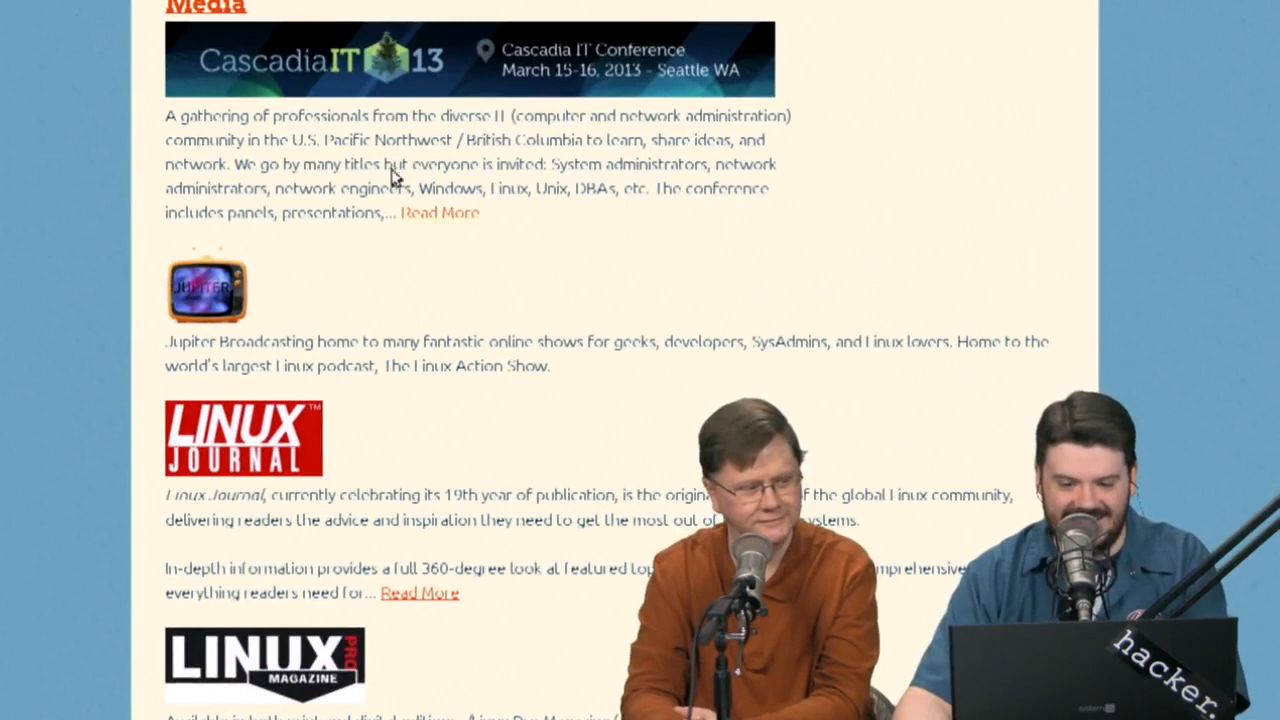 Media
CascadiaIT 13
Cascadia IT Conference
March 15-16, 2013 - Seattle WA
A gathering of professionals from the diverse IT (computer and network administration)
community in the U.S. Pacific Northwest / British Columbia to learn, share ideas, and
network. We go by many titles but everyone is invited: System administrators, network
administrators, network engineers, Windows, Linux, Unix, DBAs, etc. The conference
includes panels, presentations,... Read More
JUPITER
Jupiter Broadcasting home to many fantastic online shows for geeks, developers, SysAdmins, and Linux lovers. Home to the
world's largest Linux podcast, The Linux Action Show.
LINUX™
JOURNAL
Linux Journal, currently celebrating its 19th year of publication, is the origin f the global Linux community,
delivering readers the advice and inspiration they need to get the most out of ystems.
In-depth information provides a full 360-degree look at featured top mprehensive
everything readers need for... Read More
LINUX PRO
MAGAZINE
hacker.
system76